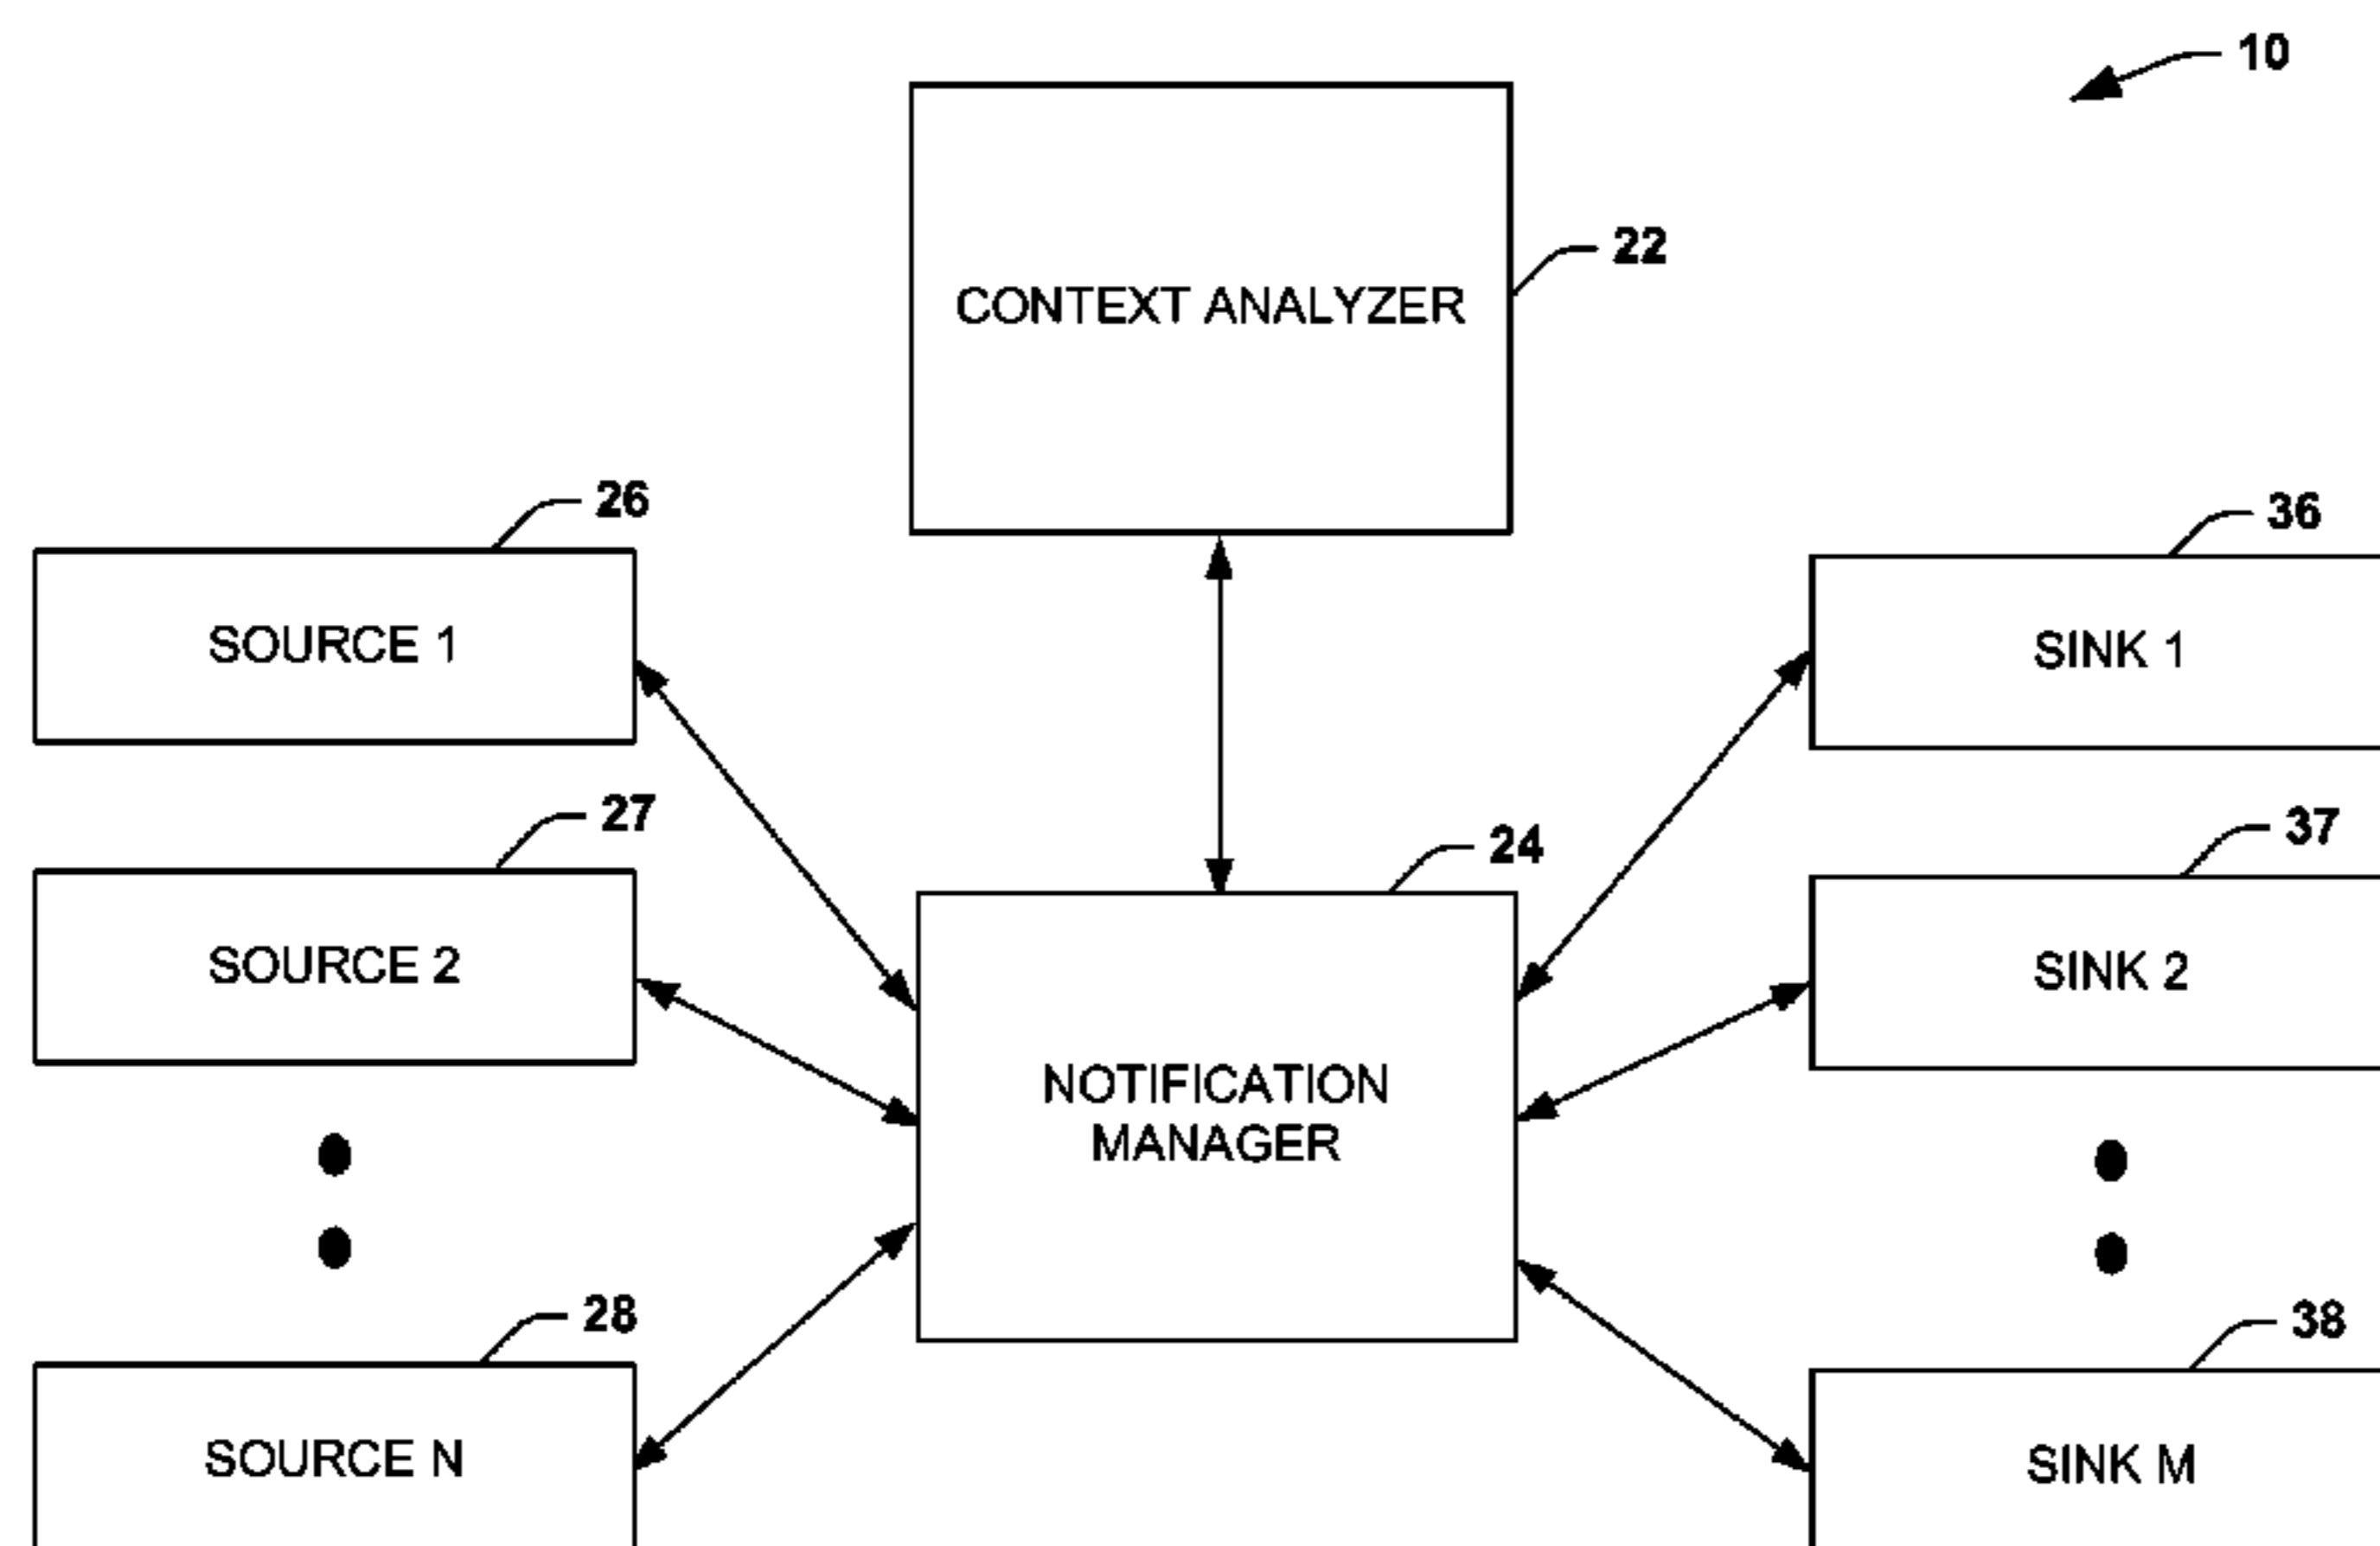 10
CONTEXT ANALYZER
22
26
SOURCE 1
36
SINK 1
27
SOURCE 2
24
NOTIFICATION
MANAGER
37
SINK 2
28
SOURCE N
38
SINK M